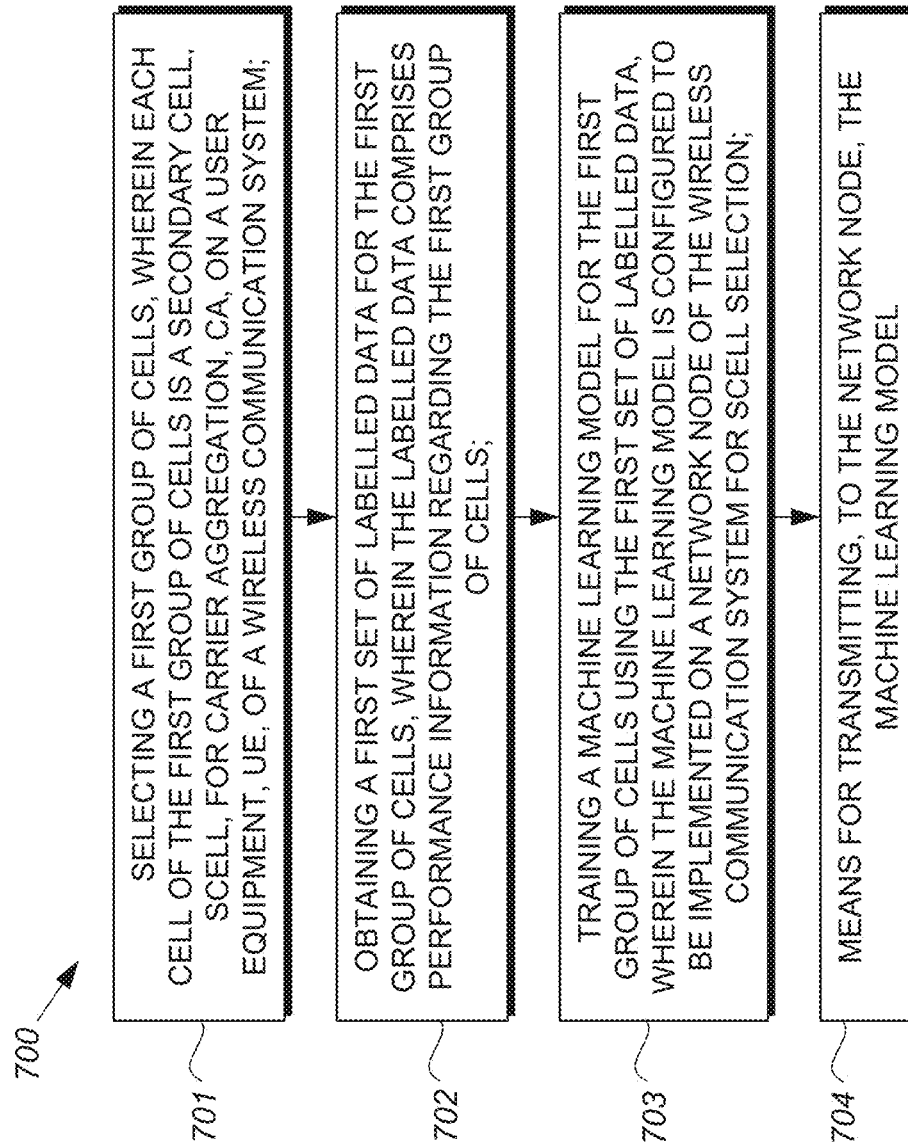 700
701
SELECTING A FIRST GROUP OF CELLS, WHEREIN EACH
CELL OF THE FIRST GROUP OF CELLS IS A SECONDARY CELL,
SCELL, FOR CARRIER AGGREGATION, CA, ON A USER
EQUIPMENT, UE, OF A WIRELESS COMMUNICATION SYSTEM;
702
OBTAINING A FIRST SET OF LABELLED DATA FOR THE FIRST
GROUP OF CELLS, WHEREIN THE LABELLED DATA COMPRISES
PERFORMANCE INFORMATION REGARDING THE FIRST GROUP
OF CELLS;
703
TRAINING A MACHINE LEARNING MODEL FOR THE FIRST
GROUP OF CELLS USING THE FIRST SET OF LABELLED DATA,
WHEREIN THE MACHINE LEARNING MODEL IS CONFIGURED TO
BE IMPLEMENTED ON A NETWORK NODE OF THE WIRELESS
COMMUNICATION SYSTEM FOR SCELL SELECTION;
704
MEANS FOR TRANSMITTING, TO THE NETWORK NODE, THE
MACHINE LEARNING MODEL